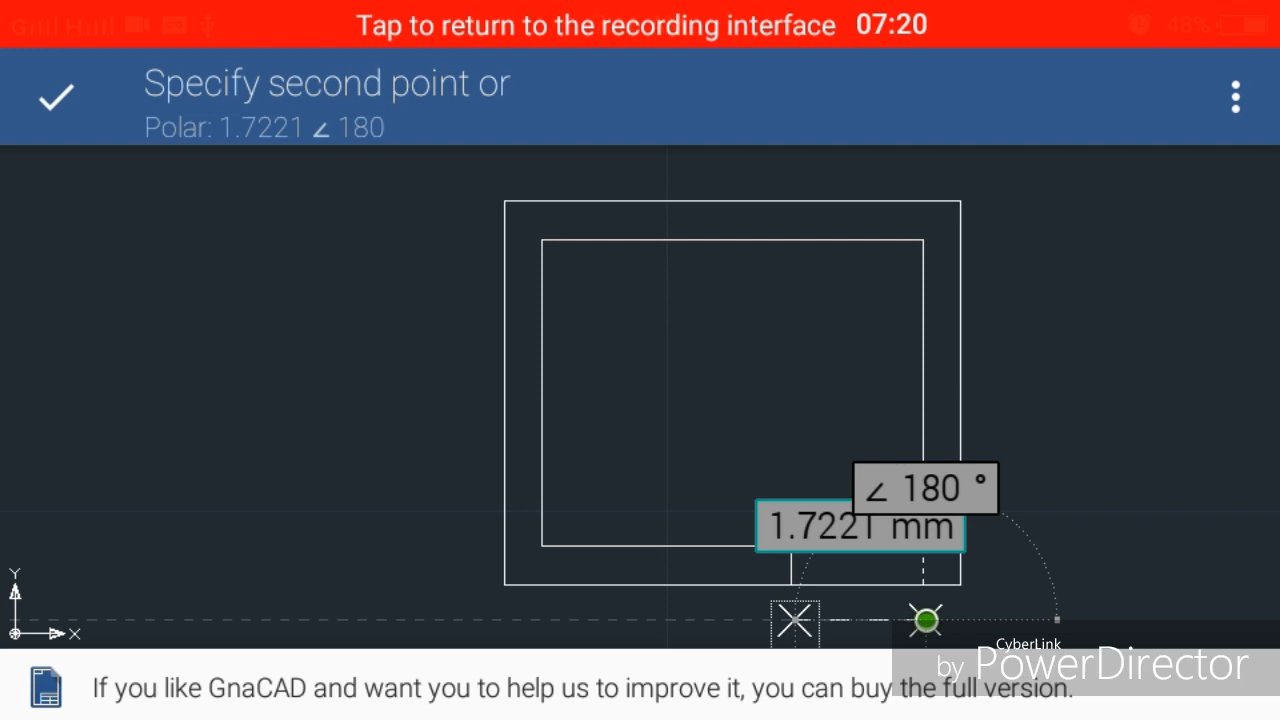 Tap to return to the recording interface 07:20
48%
Specify second point or
Polar: 1.7221 ∠ 180
∠ 180 °
1.7221 mm
Y
X
CyberLink
by PowerDirector
If you like GnaCAD and want you to help us to improve it, you can buy the full version.